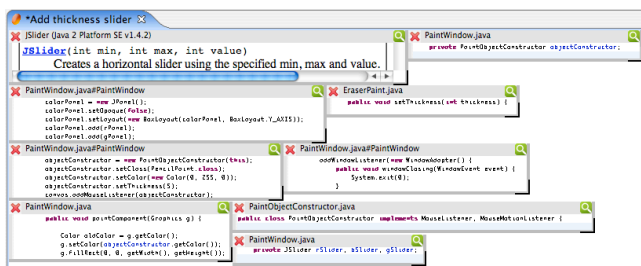 *Add thickness slider
JSlider (Java 2 Platform SE v1.4.2)
JSlider(int min, int max, int value)
Creates a horizontal slider using the specified min, max and value.
PaintWindow.java
private PaintObjectConstructor objectConstructor;
PaintWindow.java#PaintWindow
colorPanel = new JPanel();
colorPanel.setOpaque(false);
colorPanel.setLayout(new BoxLayout(colorPanel, BoxLayout.Y_AXIS));
colorPanel.add(rPanel);
colorPanel.add(gPanel);
EraserPaint.java
public void setThickness(int thickness) {
PaintWindow.java#PaintWindow
objectConstructor = new PaintObjectConstructor(this);
objectConstructor.setClass(PencilPaint.class);
objectConstructor.setColor(new Color(0, 255, 0));
objectConstructor.setThickness(5);
canvas.addMouseListener(objectConstructor);
PaintWindow.java#PaintWindow
addWindowListener(new WindowAdapter() {
public void windowClosing(WindowEvent event) {
System.exit(0);
}
PaintWindow.java
public void paintComponent(Graphics g) {
Color oldColor = g.getColor();
g.setColor(objectConstructor.getColor());
g.fillRect(0, 0, getWidth(), getHeight());
PaintObjectConstructor.java
public class PaintObjectConstructor implements MouseListener, MouseMotionListener {
PaintWindow.java
private JSlider rSlider, bSlider, gSlider;